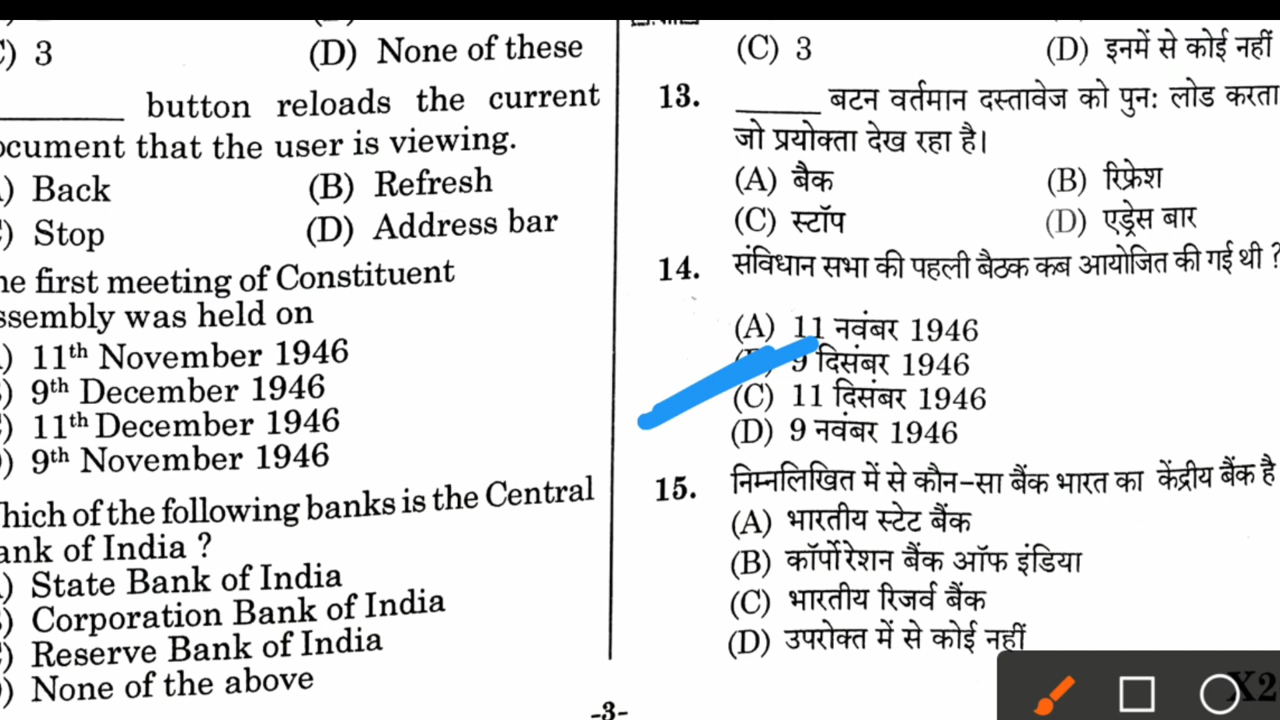 3
(D) None of these
button reloads the current
that the user is viewing.
Back
(B) Refresh
Stop
(D) Address bar
first meeting of Constituent
was held on
11th November 1946
9th December 1946
11th December 1946
9th November 1946
of the following banks is the Central
of India ?
State Bank of India
Corporation Bank of India
Reserve Bank of India
None of the above
(C) 3
(D) इनमें से कोई नहीं
13. ______ बटन वर्तमान दस्तावेज को पुन: लोड करता
जो प्रयोक्ता देख रहा है।
(A) बैक
(B) रिफ्रेश
(C) स्टॉप
(D) एड्रेस बार
14. संविधान सभा की पहली बैठक कब आयोजित की गई थी ?
(A) 11 नवंबर 1946
9 दिसंबर 1946
(C) 11 दिसंबर 1946
(D) 9 नवंबर 1946
15. निम्नलिखित में से कौन-सा बैंक भारत का केंद्रीय बैंक है
(A) भारतीय स्टेट बैंक
(B) कॉर्पोरेशन बैंक ऑफ इंडिया
(C) भारतीय रिजर्व बैंक
(D) उपरोक्त में से कोई नहीं
-3-
X2